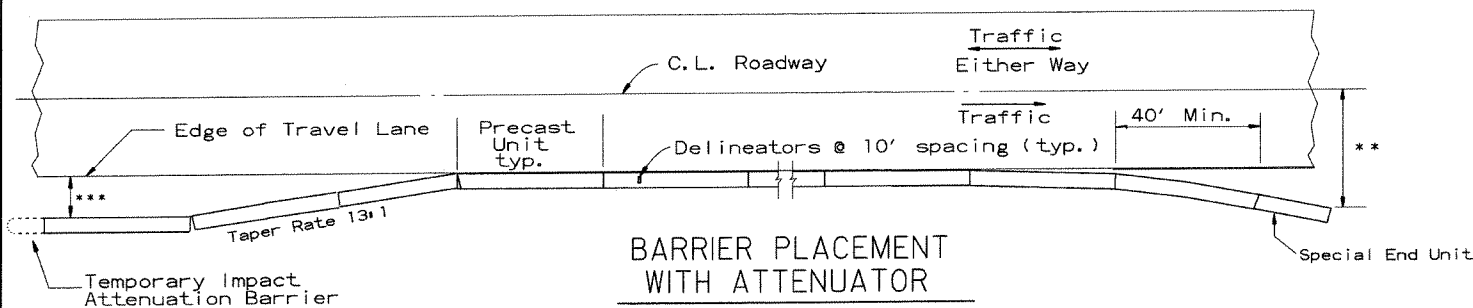 Traffic
Either Way
C.L. Roadway
Traffic
40' Min.
Edge of Travel Lane
Precast
Unit
typ.
Delineators @ 10' spacing (typ.)
**
***
Taper Rate 13:1
BARRIER PLACEMENT
WITH ATTENUATOR
Special End Unit
Temporary Impact
Attenuation Barrier